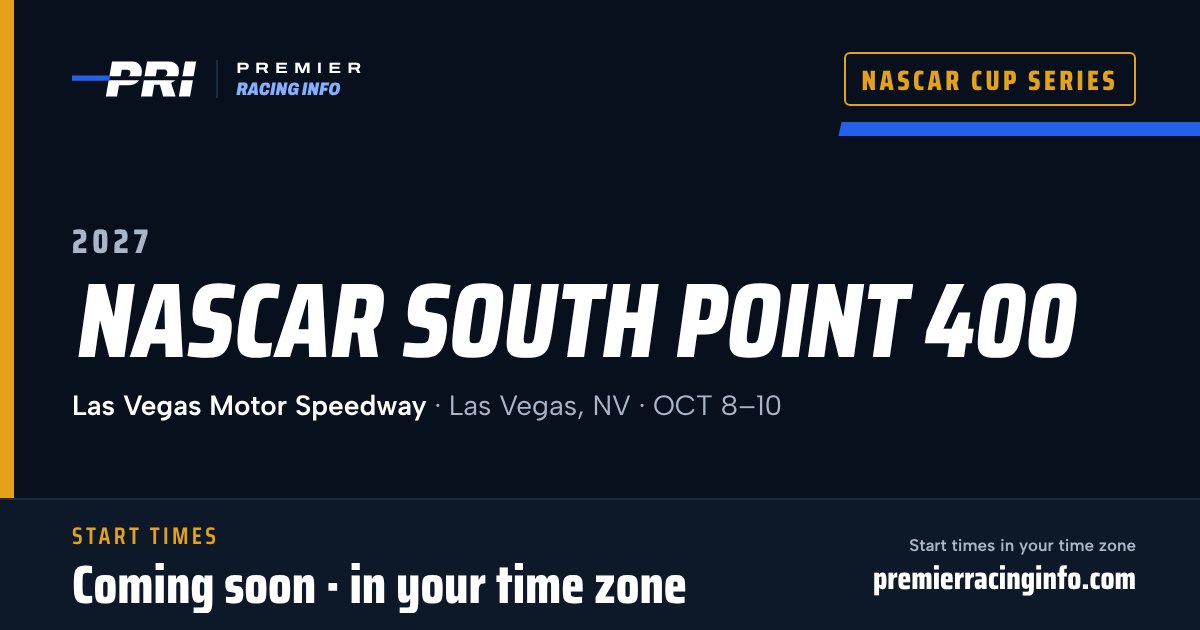 PRI
PREMIER
RACING INFO
NASCAR CUP SERIES
2027
NASCAR SOUTH POINT 400
Las Vegas Motor Speedway · Las Vegas, NV · OCT 8–10
START TIMES
Coming soon · in your time zone
Start times in your time zone
premierracinginfo.com